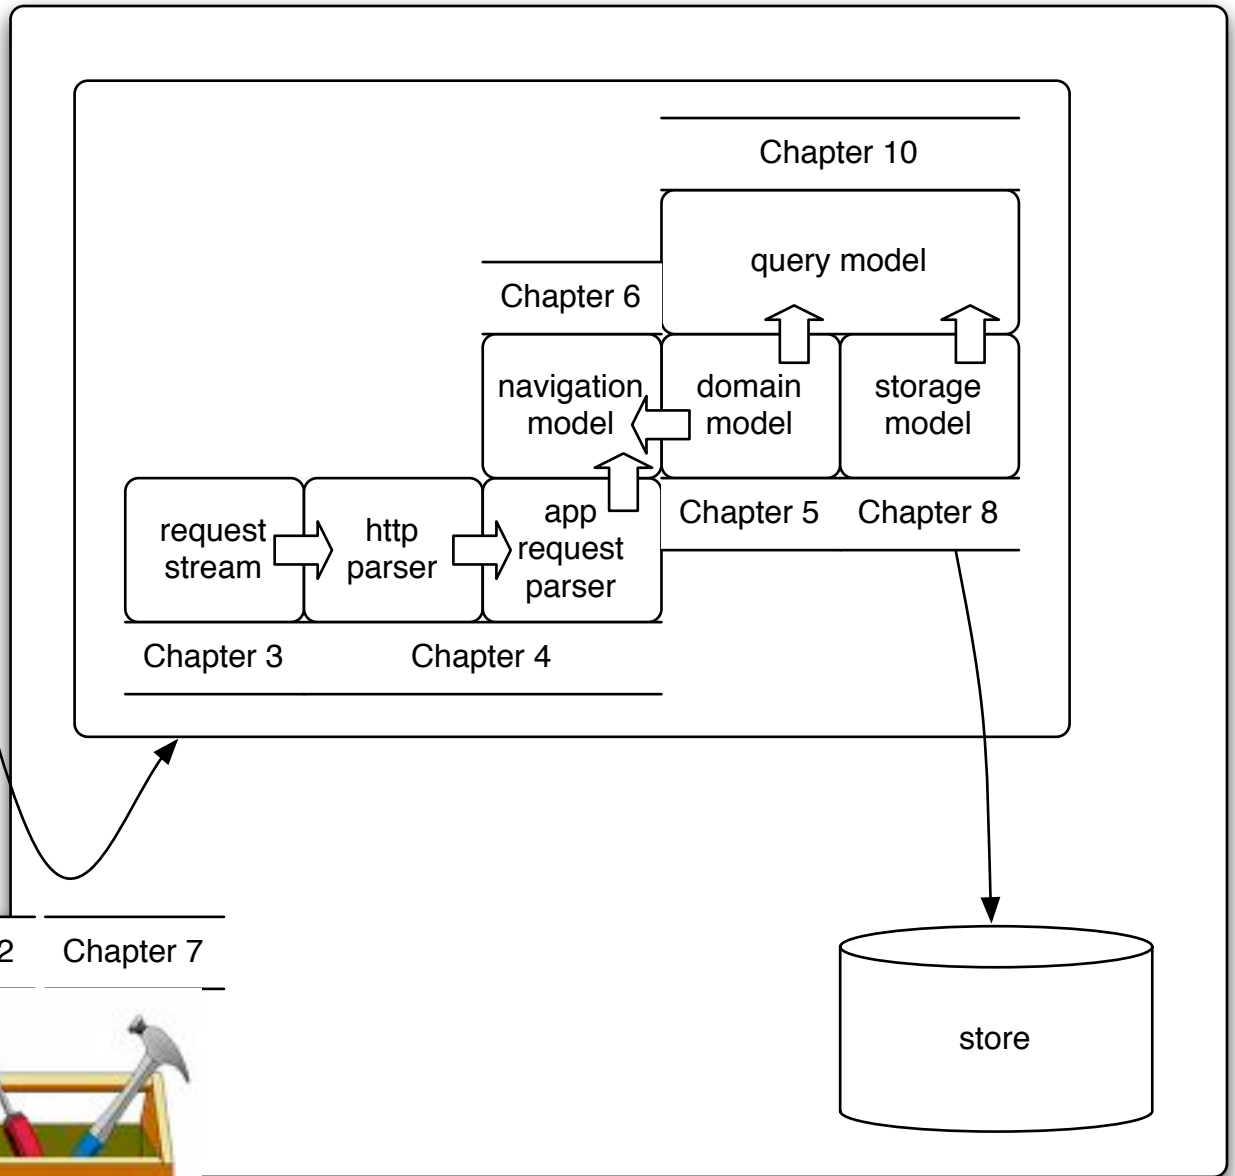 Chapter 10
query model
Chapter 6
navigation
model
domain
model
storage
model
Chapter 5
Chapter 8
request
stream
http
parser
app
request
parser
Chapter 3
Chapter 4
2
Chapter 7
store